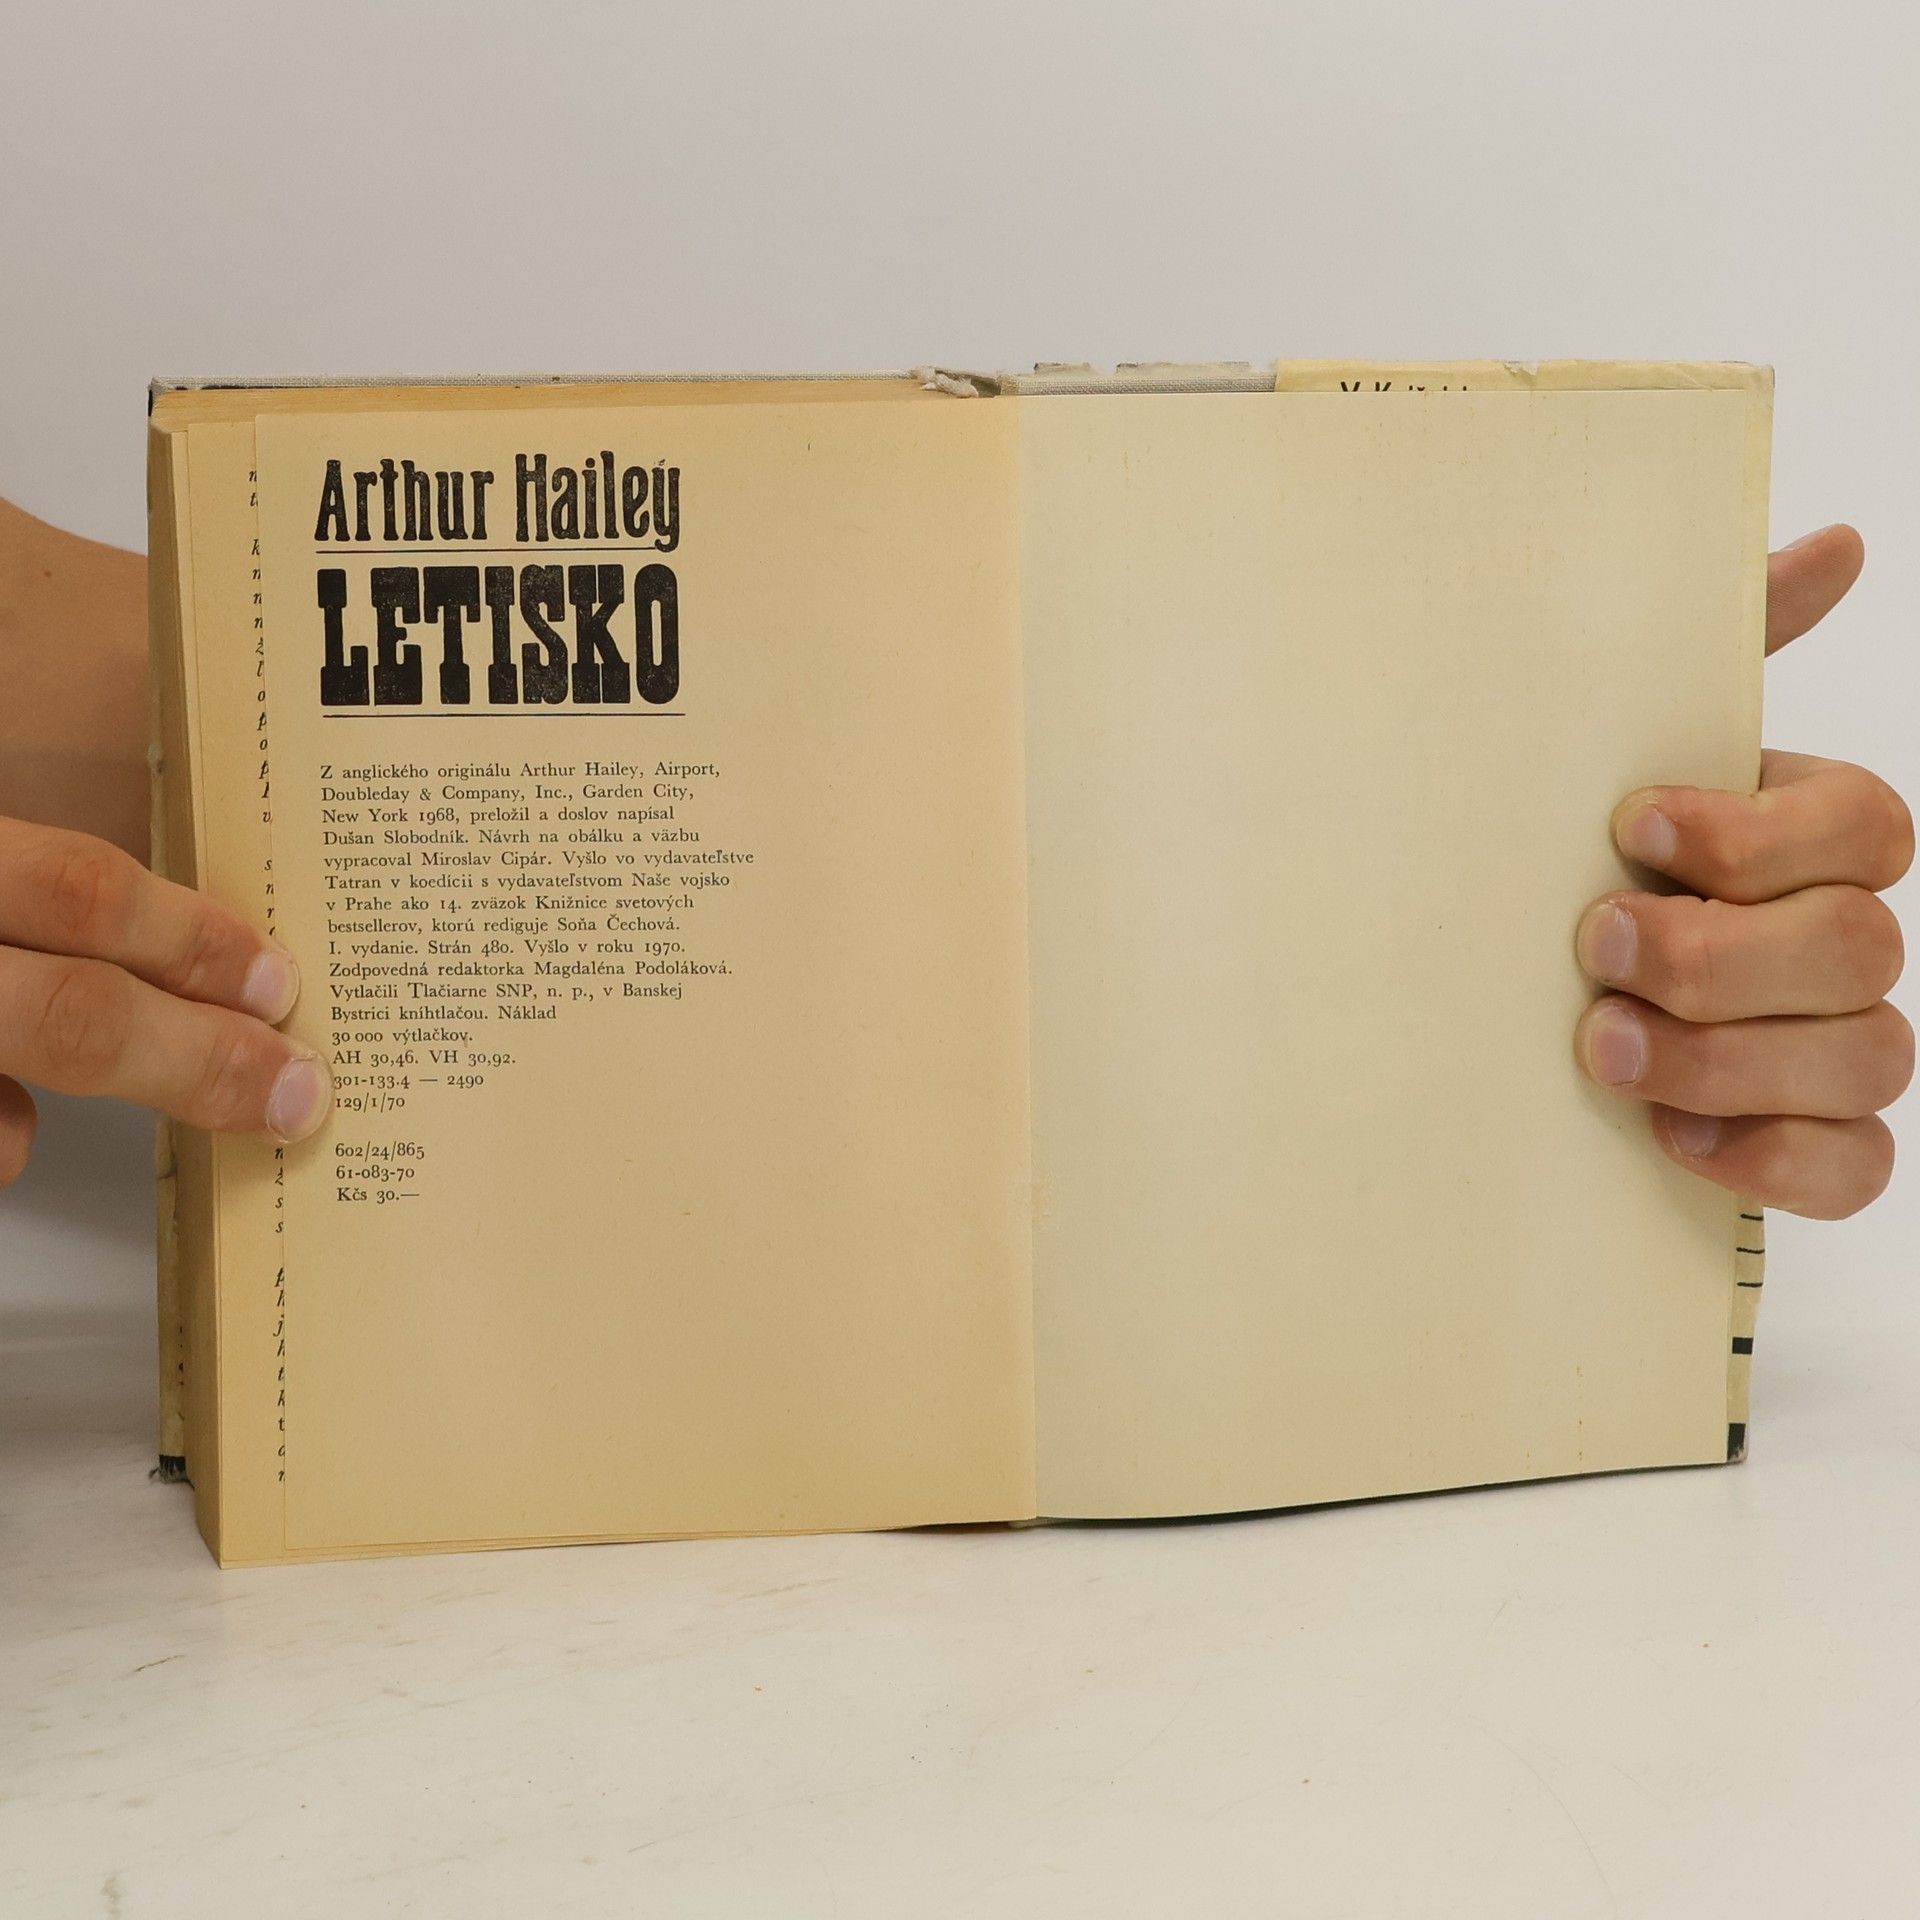 Arthur Hailey
LETISKO
Z anglického originálu Arthur Hailey, Airport,
Doubleday & Company, Inc., Garden City,
New York 1968, preložil a doslov napísal
Dušan Slobodník. Návrh na obálku a väzbu
vypracoval Miroslav Cipár. Vyšlo vo vydavateľstve
Tatran v koedícii s vydavateľstvom Naše vojsko
v Prahe ako 14. zväzok Knižnice svetových
bestsellerov, ktorú rediguje Soňa Čechová.
I. vydanie. Strán 480. Vyšlo v roku 1970.
Zodpovedná redaktorka Magdaléna Podoláková.
Vytlačili Tlačiarne SNP, n. p., v Banskej
Bystrici kníhtlačou. Náklad
30 000 výtlačkov.
AH 30,46. VH 30,92.
301-133.4 — 2490
129/1/70
602/24/865
61-083-70
Kčs 30.—